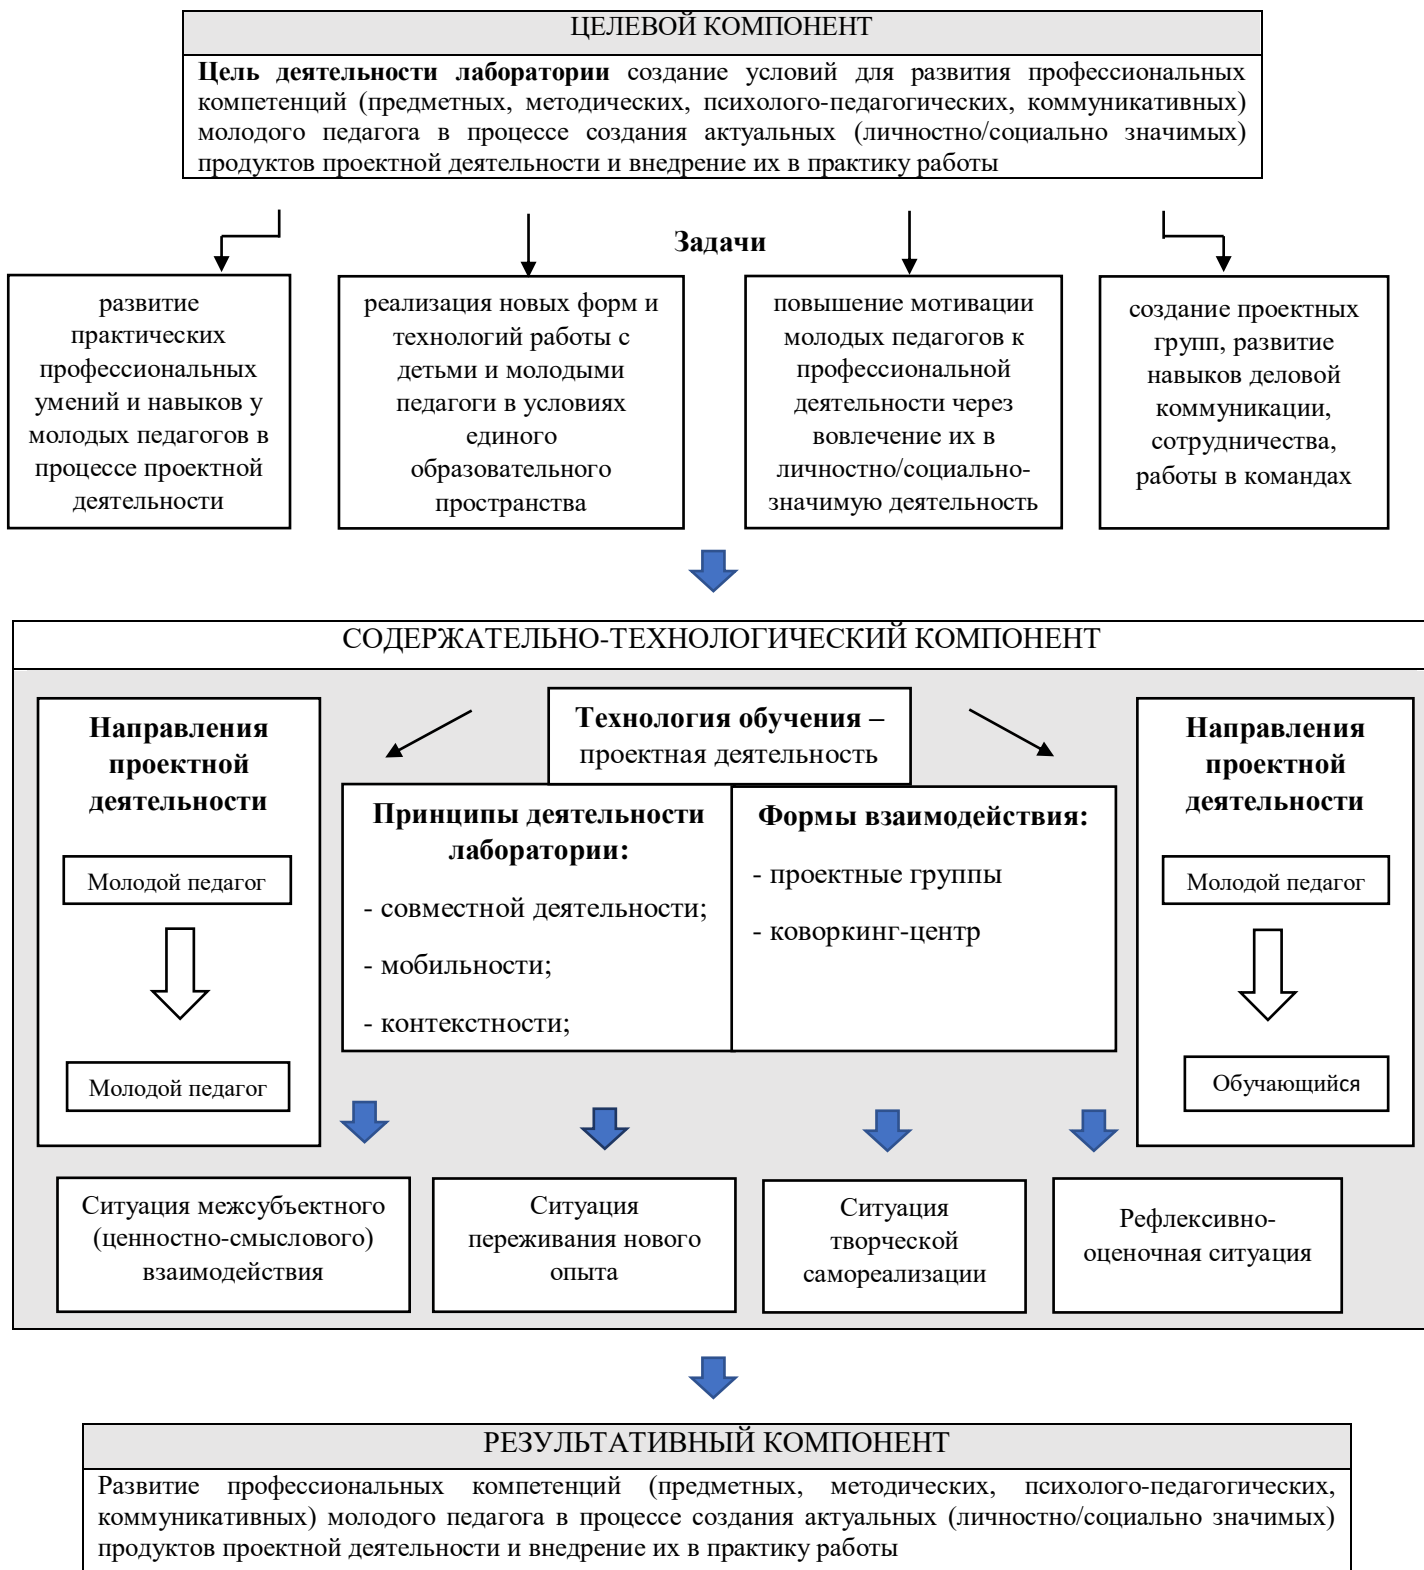 ЦЕЛЕВОЙ КОМПОНЕНТ
Цель деятельности лаборатории создание условий для развития профессиональных
компетенций (предметных, методических, психолого-педагогических, коммуникативных)
молодого педагога в процессе создания актуальных (личностно/социально значимых)
продуктов проектной деятельности и внедрение их в практику работы
Задачи
развитие
практических
профессиональных
умений и навыков у
молодых педагогов в
процессе проектной
деятельности
реализация новых форм и
технологий работы с
детьми и молодыми
педагоги в условиях
единого
образовательного
пространства
повышение мотивации
молодых педагогов к
профессиональной
деятельности через
вовлечение их в
личностно/социально-
значимую деятельность
создание проектных
групп, развитие
навыков деловой
коммуникации,
сотрудничества,
работы в командах
СОДЕРЖАТЕЛЬНО-ТЕХНОЛОГИЧЕСКИЙ КОМПОНЕНТ
Направления
проектной
деятельности
Молодой педагог
Молодой педагог
Технология обучения –
проектная деятельность
Принципы деятельности
лаборатории:
- совместной деятельности;
- мобильности;
- контекстности;
Формы взаимодействия:
- проектные группы
- коворкинг-центр
Направления
проектной
деятельности
Молодой педагог
Обучающийся
Ситуация межсубъектного
(ценностно-смыслового)
взаимодействия
Ситуация
переживания нового
опыта
Ситуация
творческой
самореализации
Рефлексивно-
оценочная ситуация
РЕЗУЛЬТАТИВНЫЙ КОМПОНЕНТ
Развитие профессиональных компетенций (предметных, методических, психолого-педагогических,
коммуникативных) молодого педагога в процессе создания актуальных (личностно/социально значимых)
продуктов проектной деятельности и внедрение их в практику работы